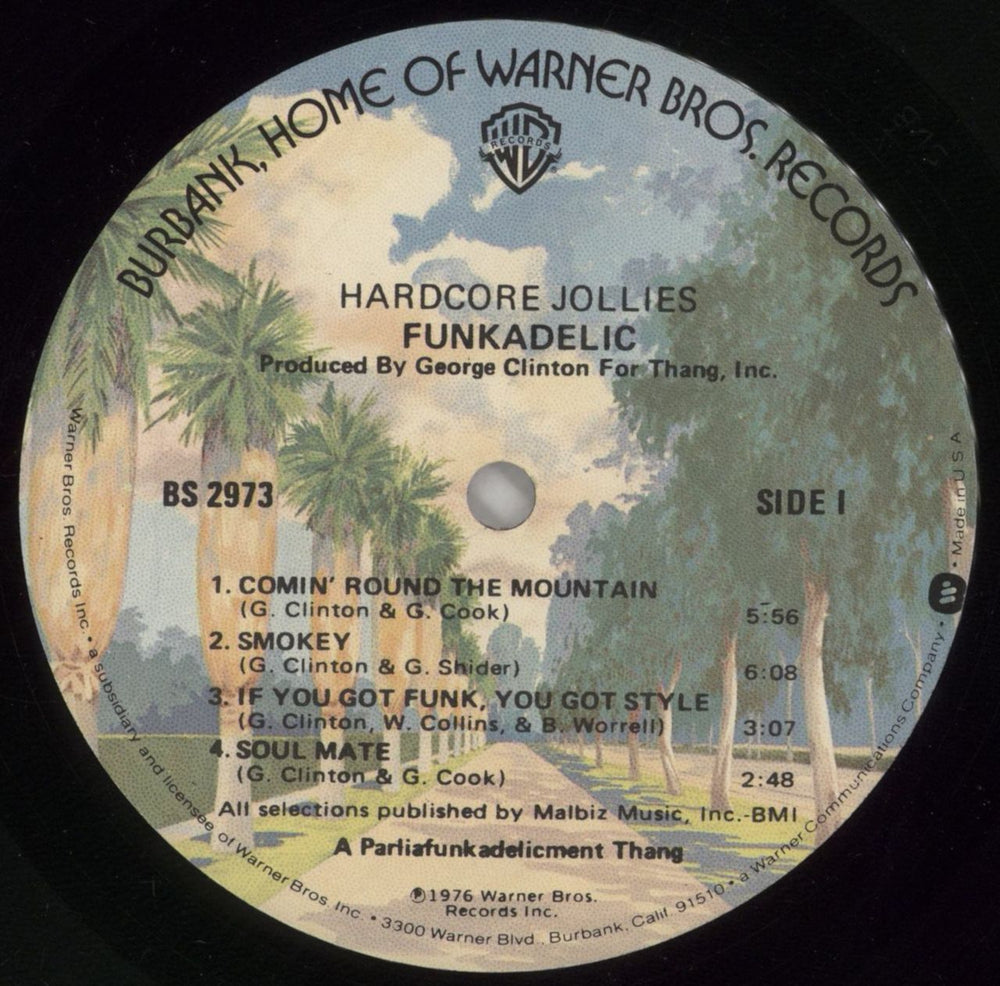 BURBANK, HOME OF WARNER BROS. RECORDS
WB
RECORDS
HARDCORE JOLLIES
FUNKADELIC
Produced By George Clinton For Thang, Inc.
BS 2973
SIDE I
1. COMIN' ROUND THE MOUNTAIN
(G. Clinton & G. Cook) 5:56
2. SMOKEY
(G. Clinton & G. Shider) 6:08
3. IF YOU GOT FUNK, YOU GOT STYLE
(G. Clinton, W. Collins, & B. Worrell) 3:07
4. SOUL MATE
(G. Clinton & G. Cook) 2:48
All selections published by Malbiz Music, Inc.-BMI
A Parliafunkadelicment Thang
℗1976 Warner Bros.
Records Inc.
Warner Bros. Records Inc. • a subsidiary and licensee of Warner Bros. Inc. • 3300 Warner Blvd., Burbank, Calif. 91510 • a Warner Communications Company • Made in U S A